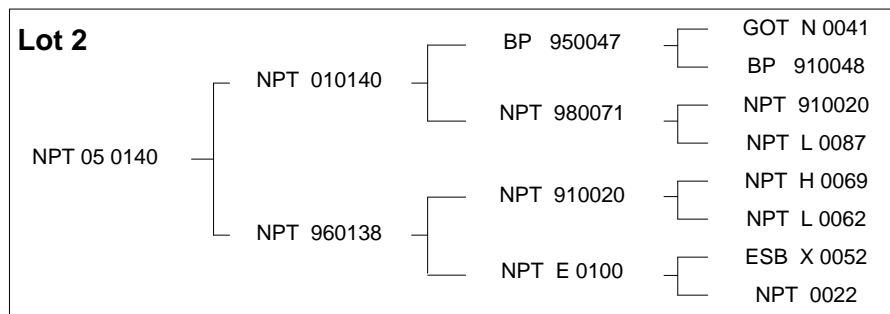 Lot 2
NPT 05 0140
NPT 010140
NPT 960138
BP 950047
NPT 980071
NPT 910020
NPT E 0100
GOT N 0041
BP 910048
NPT 910020
NPT L 0087
NPT H 0069
NPT L 0062
ESB X 0052
NPT 0022